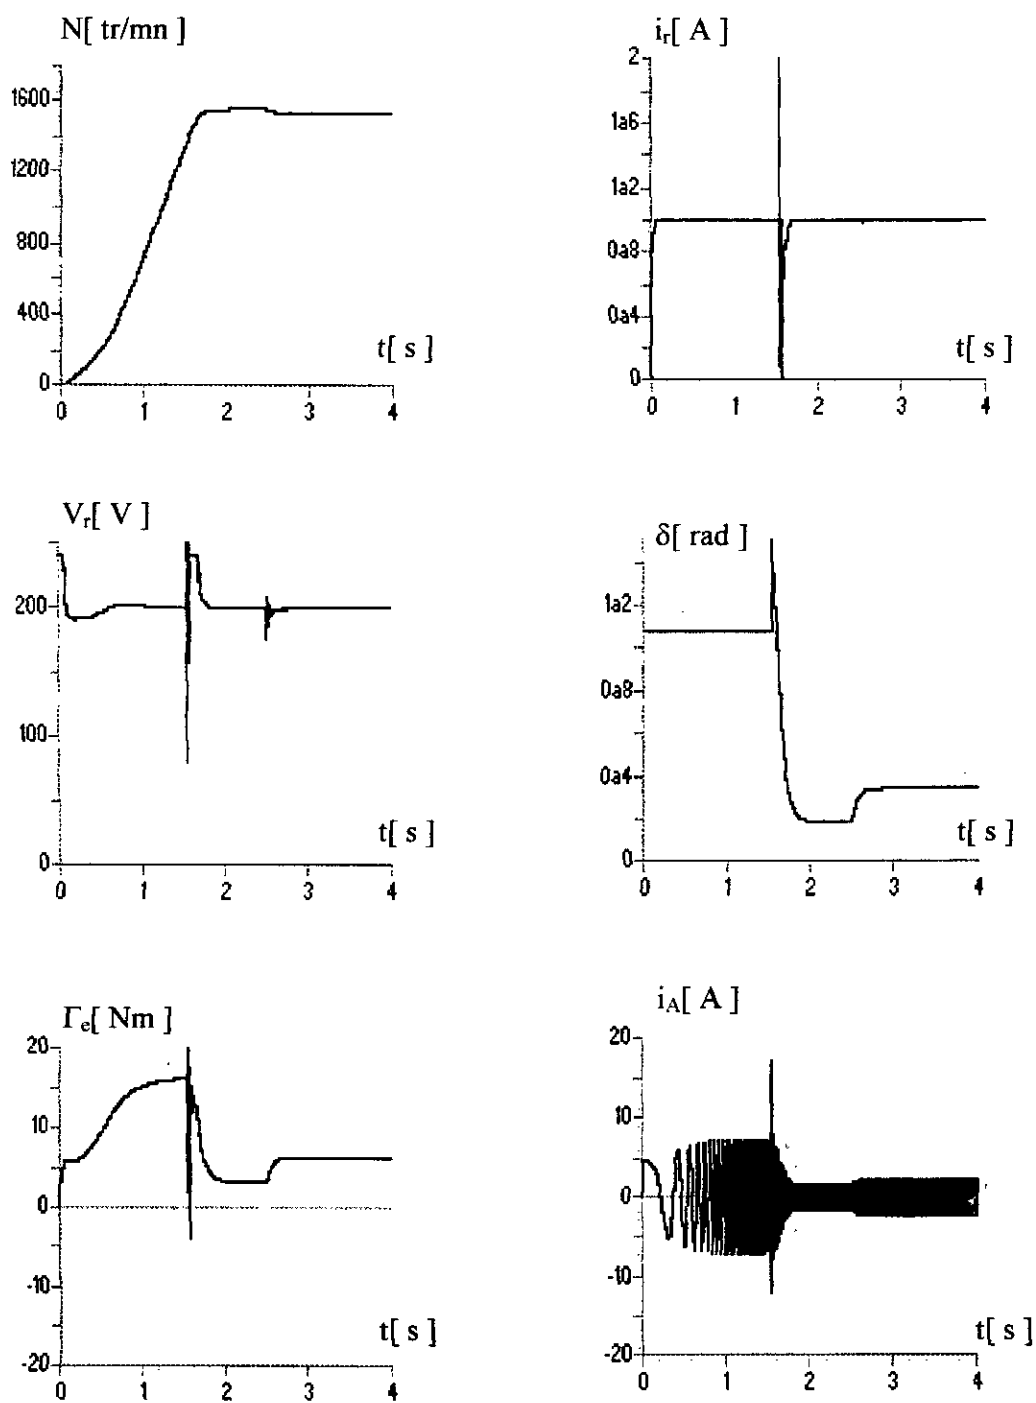 N[ tr/mn ]
1600
1200
800
400
0
0 1 2 3 4
t[ s ]
i_r[ A ]
2
1a6
1a2
0a8
0a4
0
0 1 2 3 4
t[ s ]
V_r[ V ]
200
100
0
0 1 2 3 4
t[ s ]
δ[ rad ]
1a2
0a8
0a4
0
0 1 2 3 4
t[ s ]
Γ_e[ Nm ]
20
10
0
-10
-20
0 1 2 3 4
t[ s ]
i_A[ A ]
20
10
0
-10
-20
0 1 2 3 4
t[ s ]